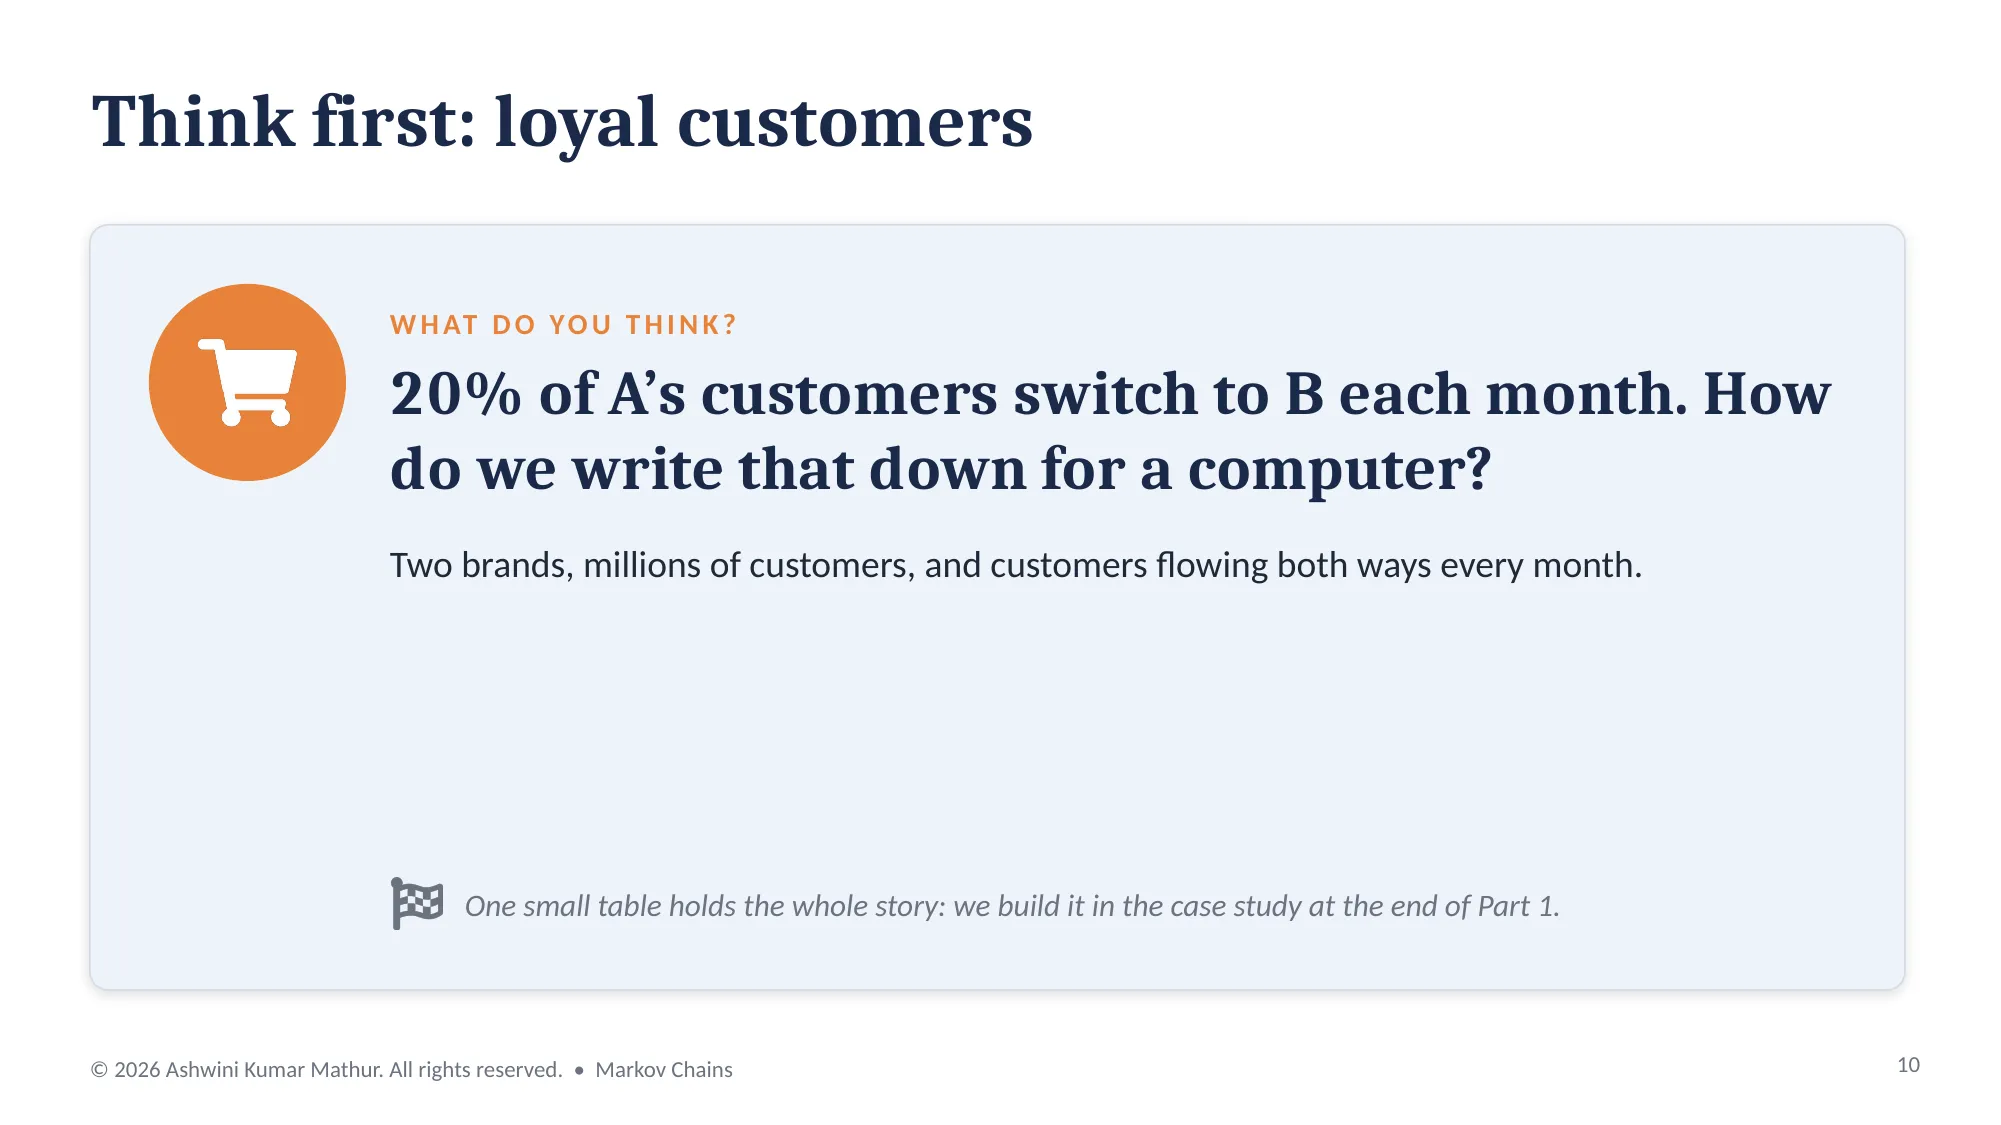 Think first: loyal customers
WHAT DO YOU THINK?
20% of A’s customers switch to B each month. How
do we write that down for a computer?
Two brands, millions of customers, and customers flowing both ways every month.
One small table holds the whole story: we build it in the case study at the end of Part 1.
© 2026 Ashwini Kumar Mathur. All rights reserved. • Markov Chains
10